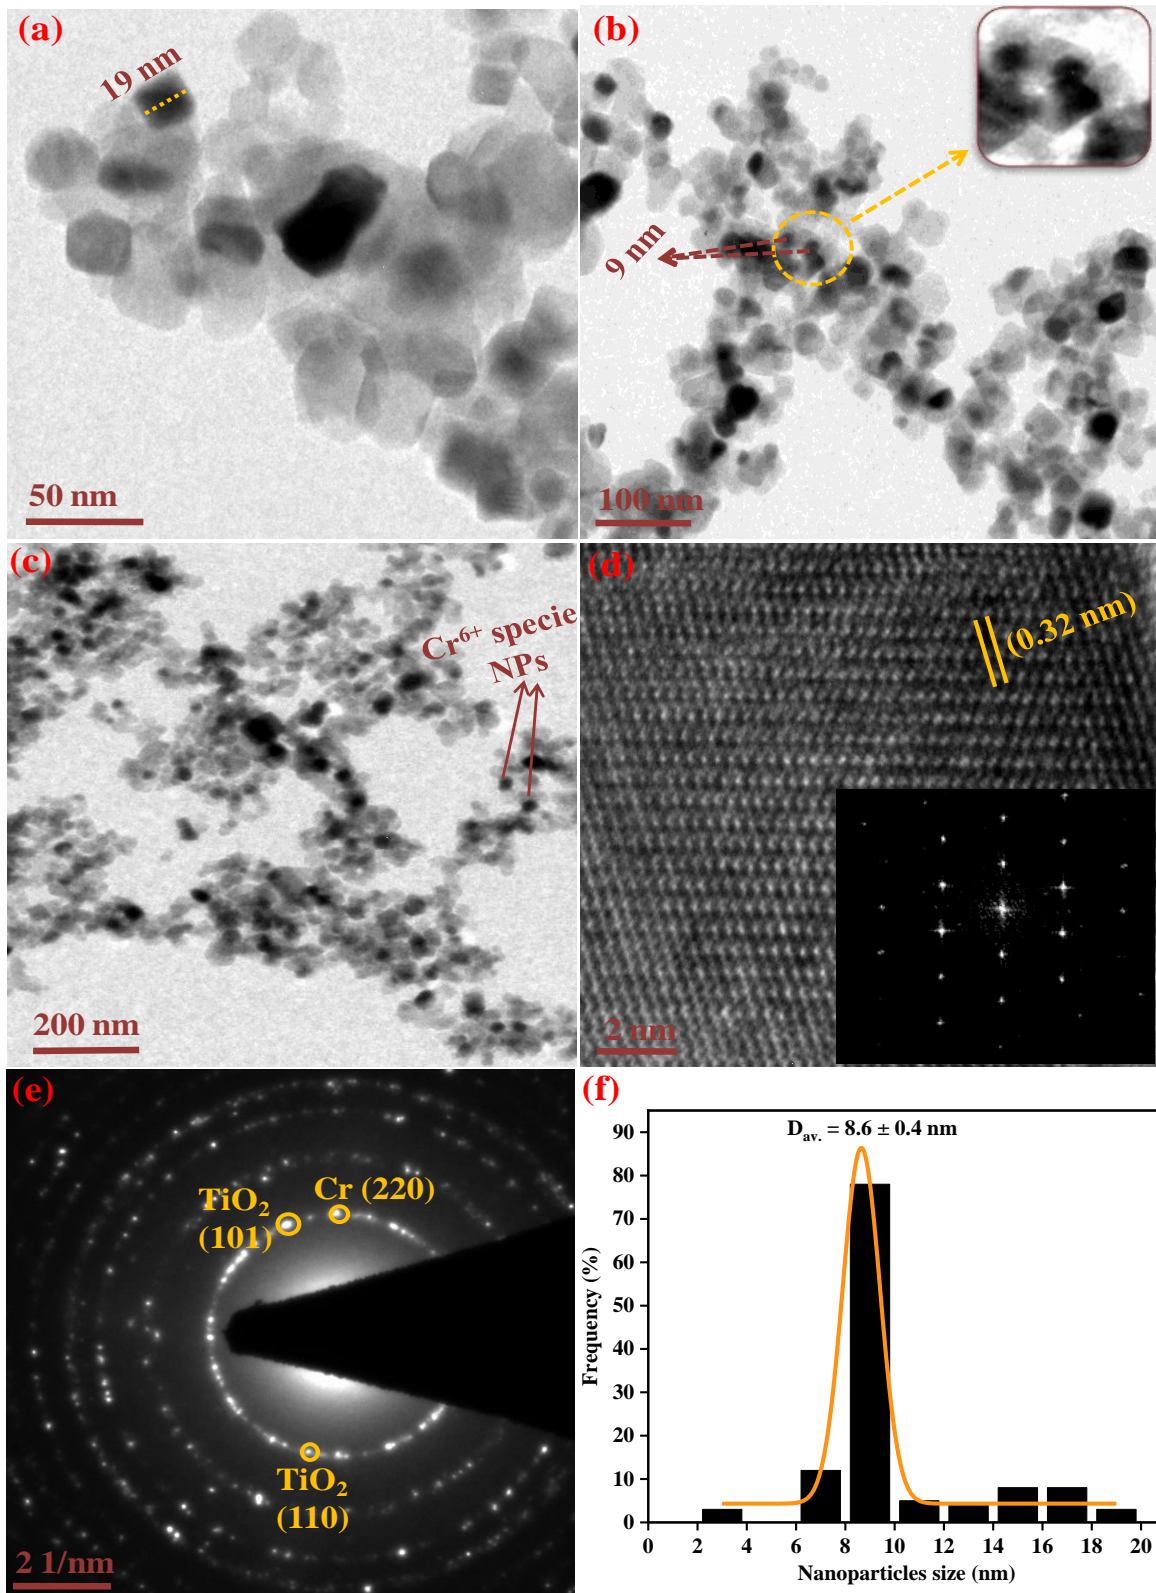 (a)
19 nm
50 nm
(b)
9 nm
100 nm
(c)
Cr⁶⁺ specie
NPs
200 nm
(d)
(0.32 nm)
2 nm
(e)
TiO₂
(101)
Cr (220)
TiO₂
(110)
2 1/nm
(f)
Dav. = 8.6 ± 0.4 nm
90
80
70
60
50
40
30
20
10
0
Frequency (%)
0 2 4 6 8 10 12 14 16 18 20
Nanoparticles size (nm)